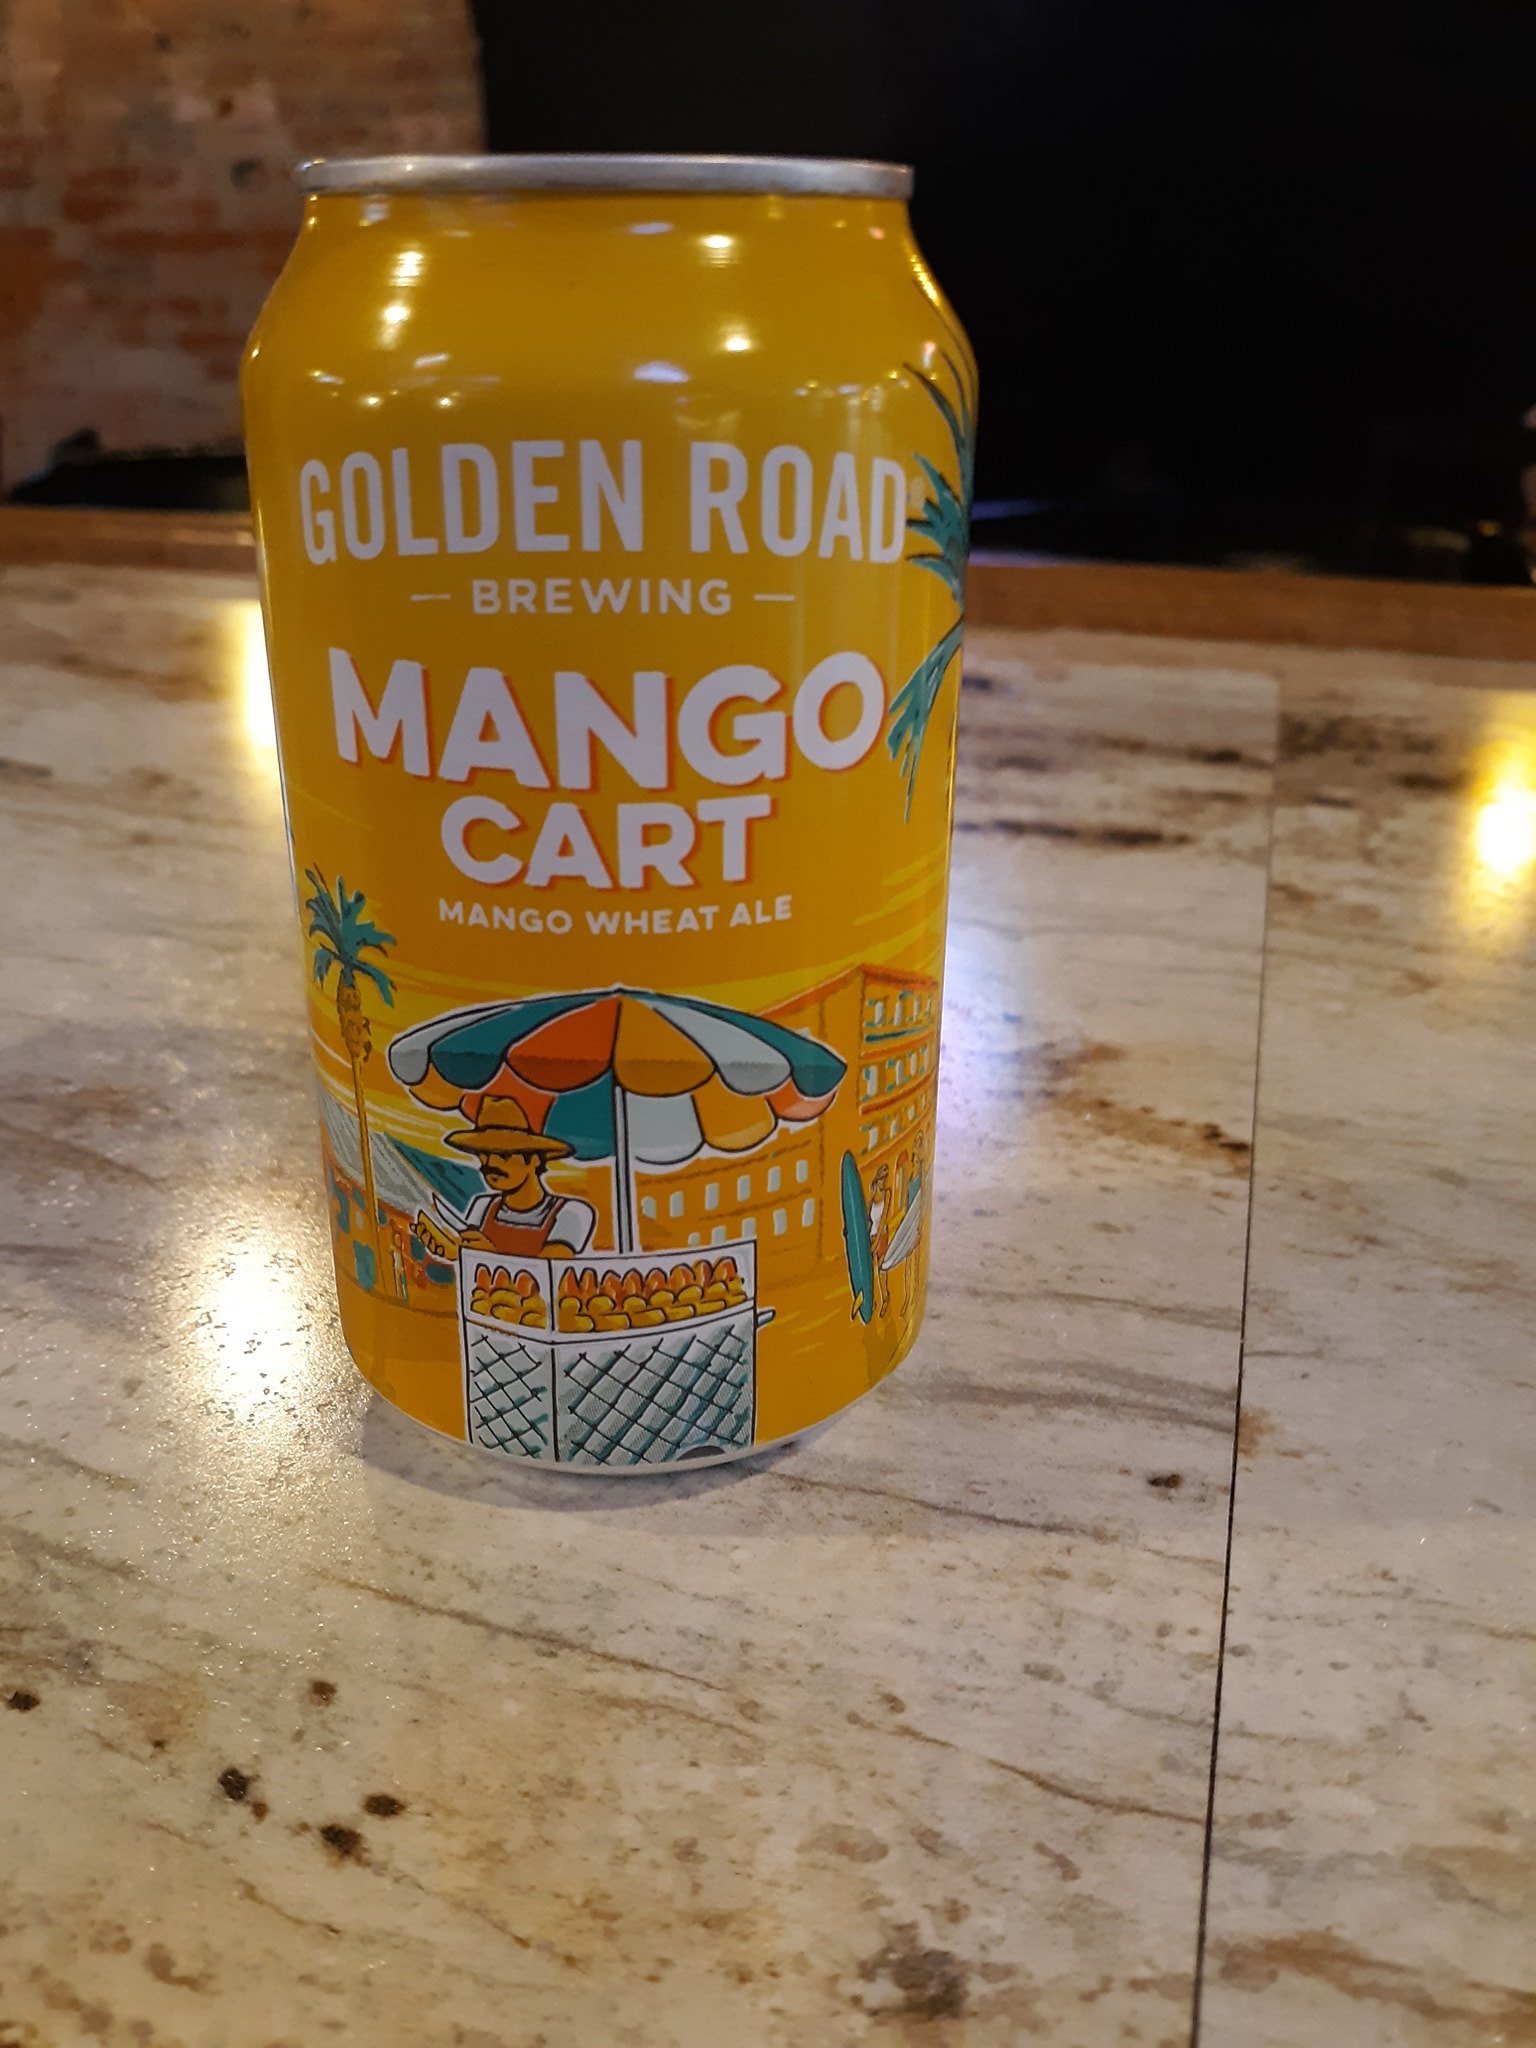 GOLDEN ROAD
BREWING
MANGO
CART
MANGO WHEAT ALE